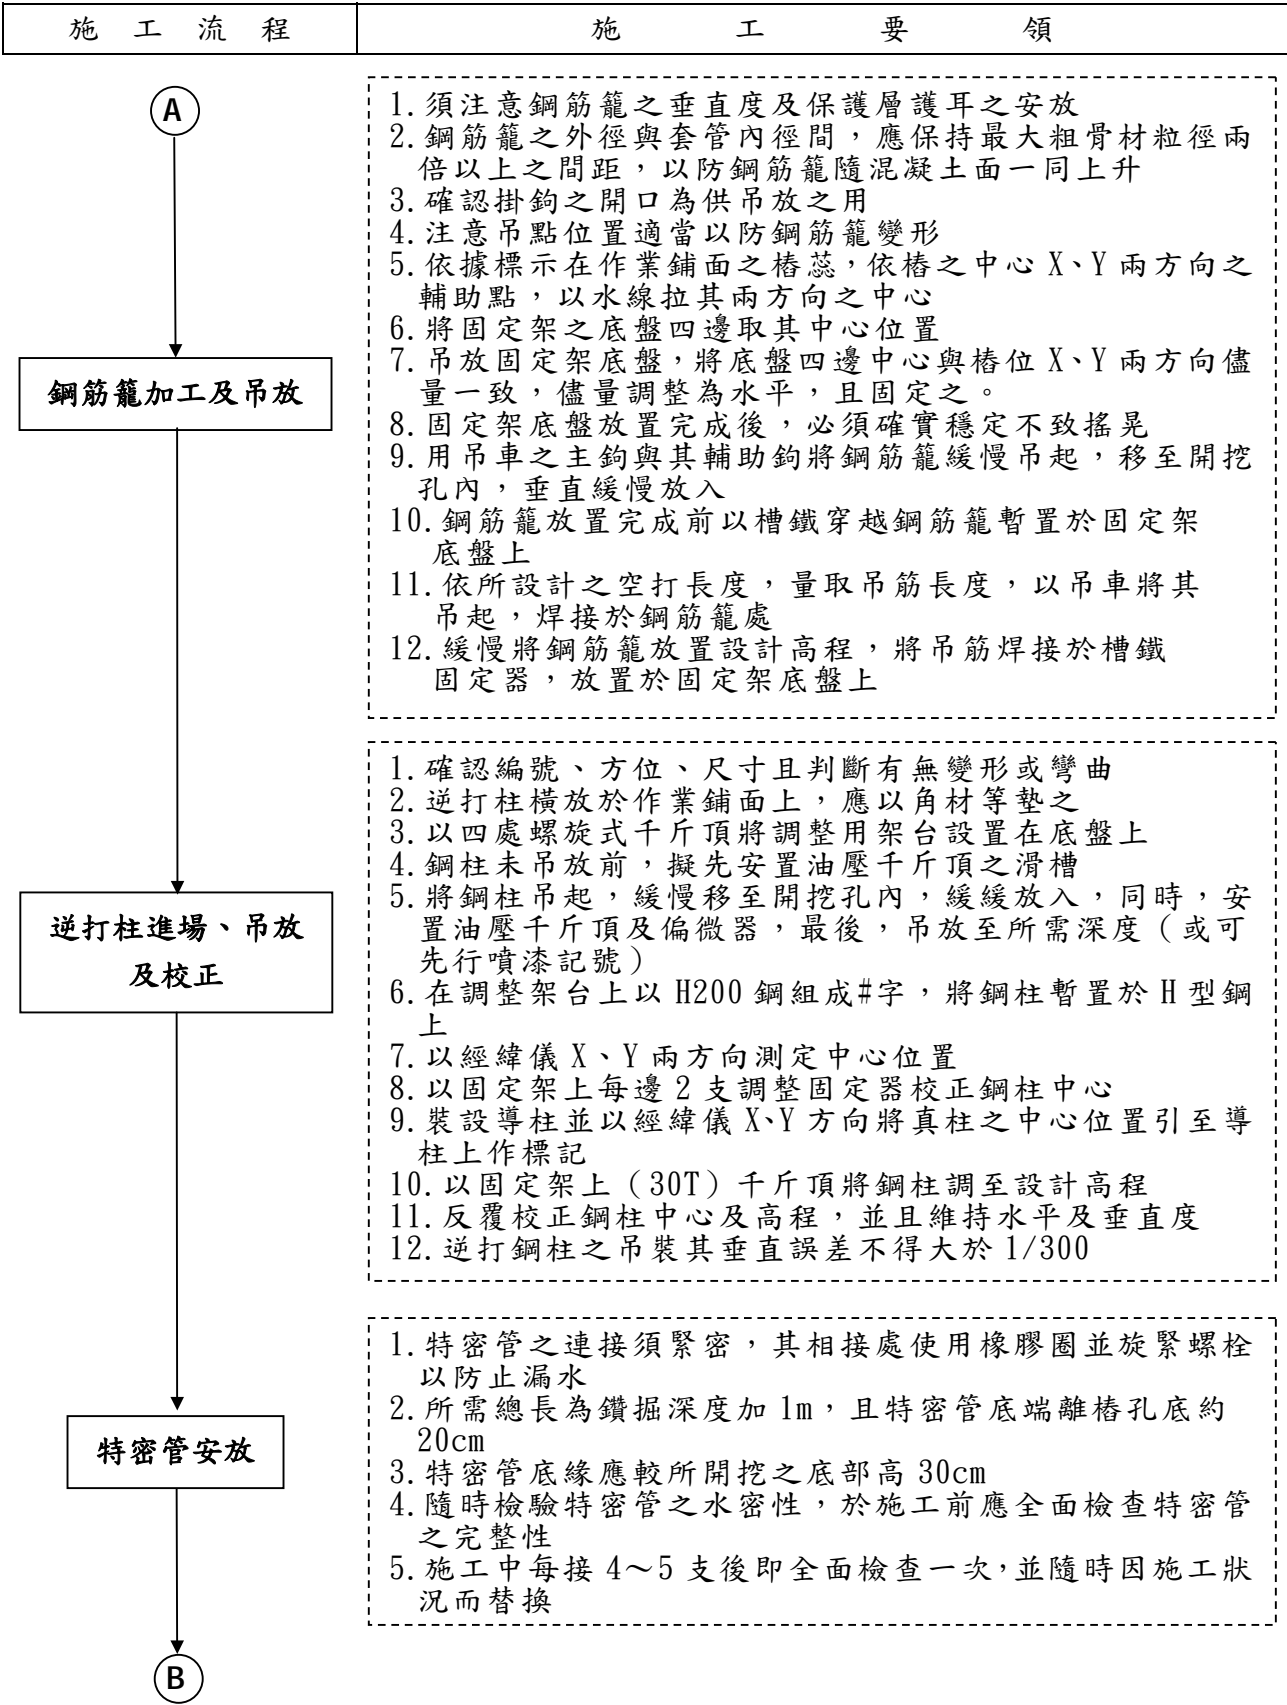 施工流程
施工要領
A
1.須注意鋼筋籠之垂直度及保護層護耳之安放
2.鋼筋籠之外徑與套管內徑間，應保持最大粗骨材粒徑兩
倍以上之間距，以防鋼筋籠隨混凝土面一同上升
3.確認掛鉤之開口為供吊放之用
4.注意吊點位置適當以防鋼筋籠變形
5.依據標示在作業鋪面之樁蕊，依樁之中心 X、Y 兩方向之
輔助點，以水線拉其兩方向之中心
6.將固定架之底盤四邊取其中心位置
7.吊放固定架底盤，將底盤四邊中心與樁位 X、Y 兩方向儘
量一致，儘量調整為水平，且固定之。
8.固定架底盤放置完成後，必須確實穩定不致搖晃
9.用吊車之主鉤與其輔助鉤將鋼筋籠緩慢吊起，移至開挖
孔內，垂直緩慢放入
10.鋼筋籠放置完成前以槽鐵穿越鋼筋籠暫置於固定架
底盤上
11.依所設計之空打長度，量取吊筋長度，以吊車將其
吊起，焊接於鋼筋籠處
12.緩慢將鋼筋籠放置設計高程，將吊筋焊接於槽鐵
固定器，放置於固定架底盤上
鋼筋籠加工及吊放
1.確認編號、方位、尺寸且判斷有無變形或彎曲
2.逆打柱橫放於作業鋪面上，應以角材等墊之
3.以四處螺旋式千斤頂將調整用架台設置在底盤上
4.鋼柱未吊放前，擬先安置油壓千斤頂之滑槽
5.將鋼柱吊起，緩慢移至開挖孔內，緩緩放入，同時，安
置油壓千斤頂及偏微器，最後，吊放至所需深度（或可
先行噴漆記號）
6.在調整架台上以 H200 鋼組成#字，將鋼柱暫置於 H 型鋼
上
7.以經緯儀 X、Y 兩方向測定中心位置
8.以固定架上每邊 2 支調整固定器校正鋼柱中心
9.裝設導柱並以經緯儀 X、Y 方向將真柱之中心位置引至導
柱上作標記
10.以固定架上（30T）千斤頂將鋼柱調至設計高程
11.反覆校正鋼柱中心及高程，並且維持水平及垂直度
12.逆打鋼柱之吊裝其垂直誤差不得大於 1/300
逆打柱進場、吊放
及校正
1.特密管之連接須緊密，其相接處使用橡膠圈並旋緊螺栓
以防止漏水
2.所需總長為鑽掘深度加 1m，且特密管底端離樁孔底約
20cm
3.特密管底緣應較所開挖之底部高 30cm
4.隨時檢驗特密管之水密性，於施工前應全面檢查特密管
之完整性
5.施工中每接 4～5 支後即全面檢查一次，並隨時因施工狀
況而替換
特密管安放
B